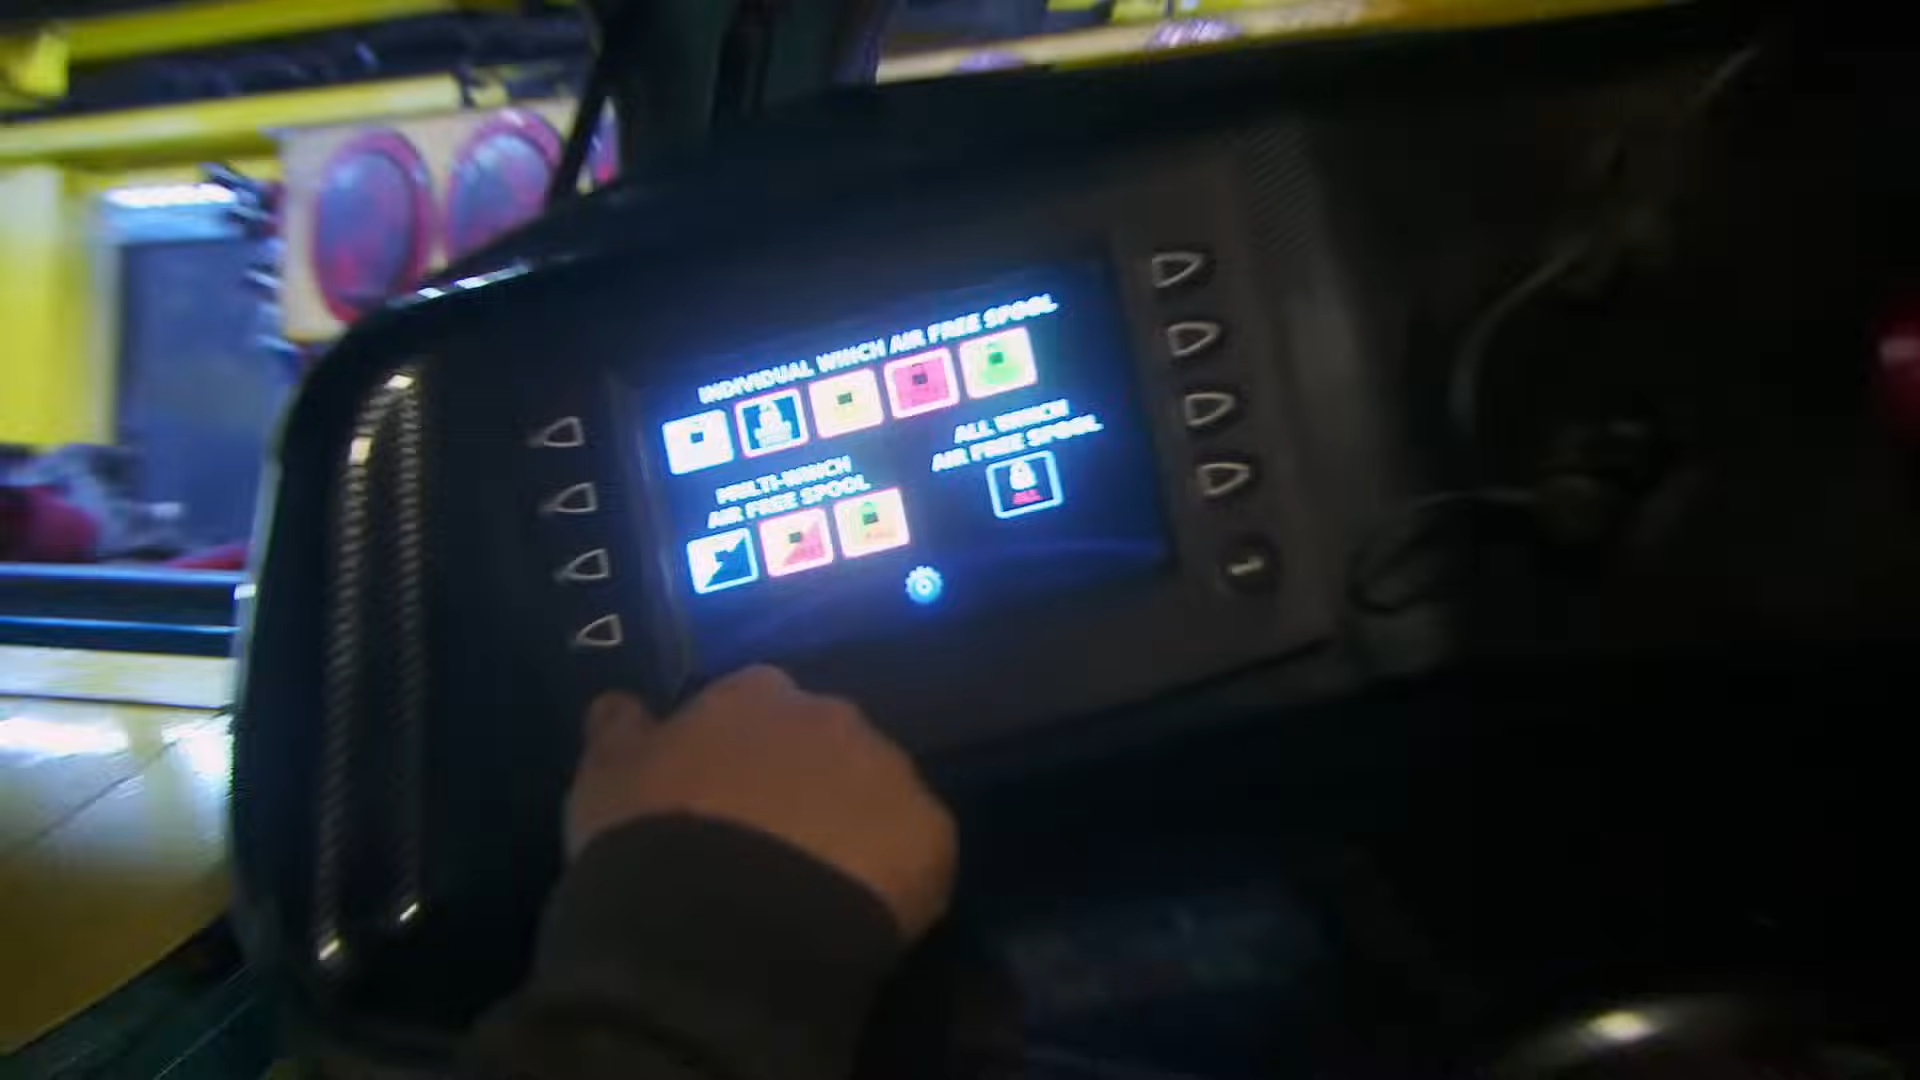 INDIVIDUAL WINCH AIR FREE SPOOL
ALL WINCH
AIR FREE SPOOL
MULTI-WINCH
AIR FREE SPOOL
ALL